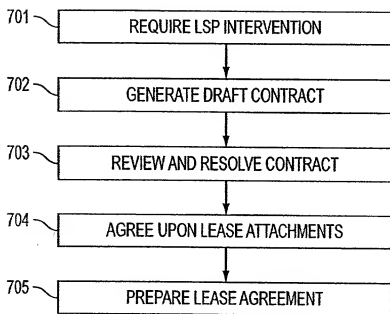 701 REQUIRE LSP INTERVENTION
702 GENERATE DRAFT CONTRACT
703 REVIEW AND RESOLVE CONTRACT
704 AGREE UPON LEASE ATTACHMENTS
705 PREPARE LEASE AGREEMENT